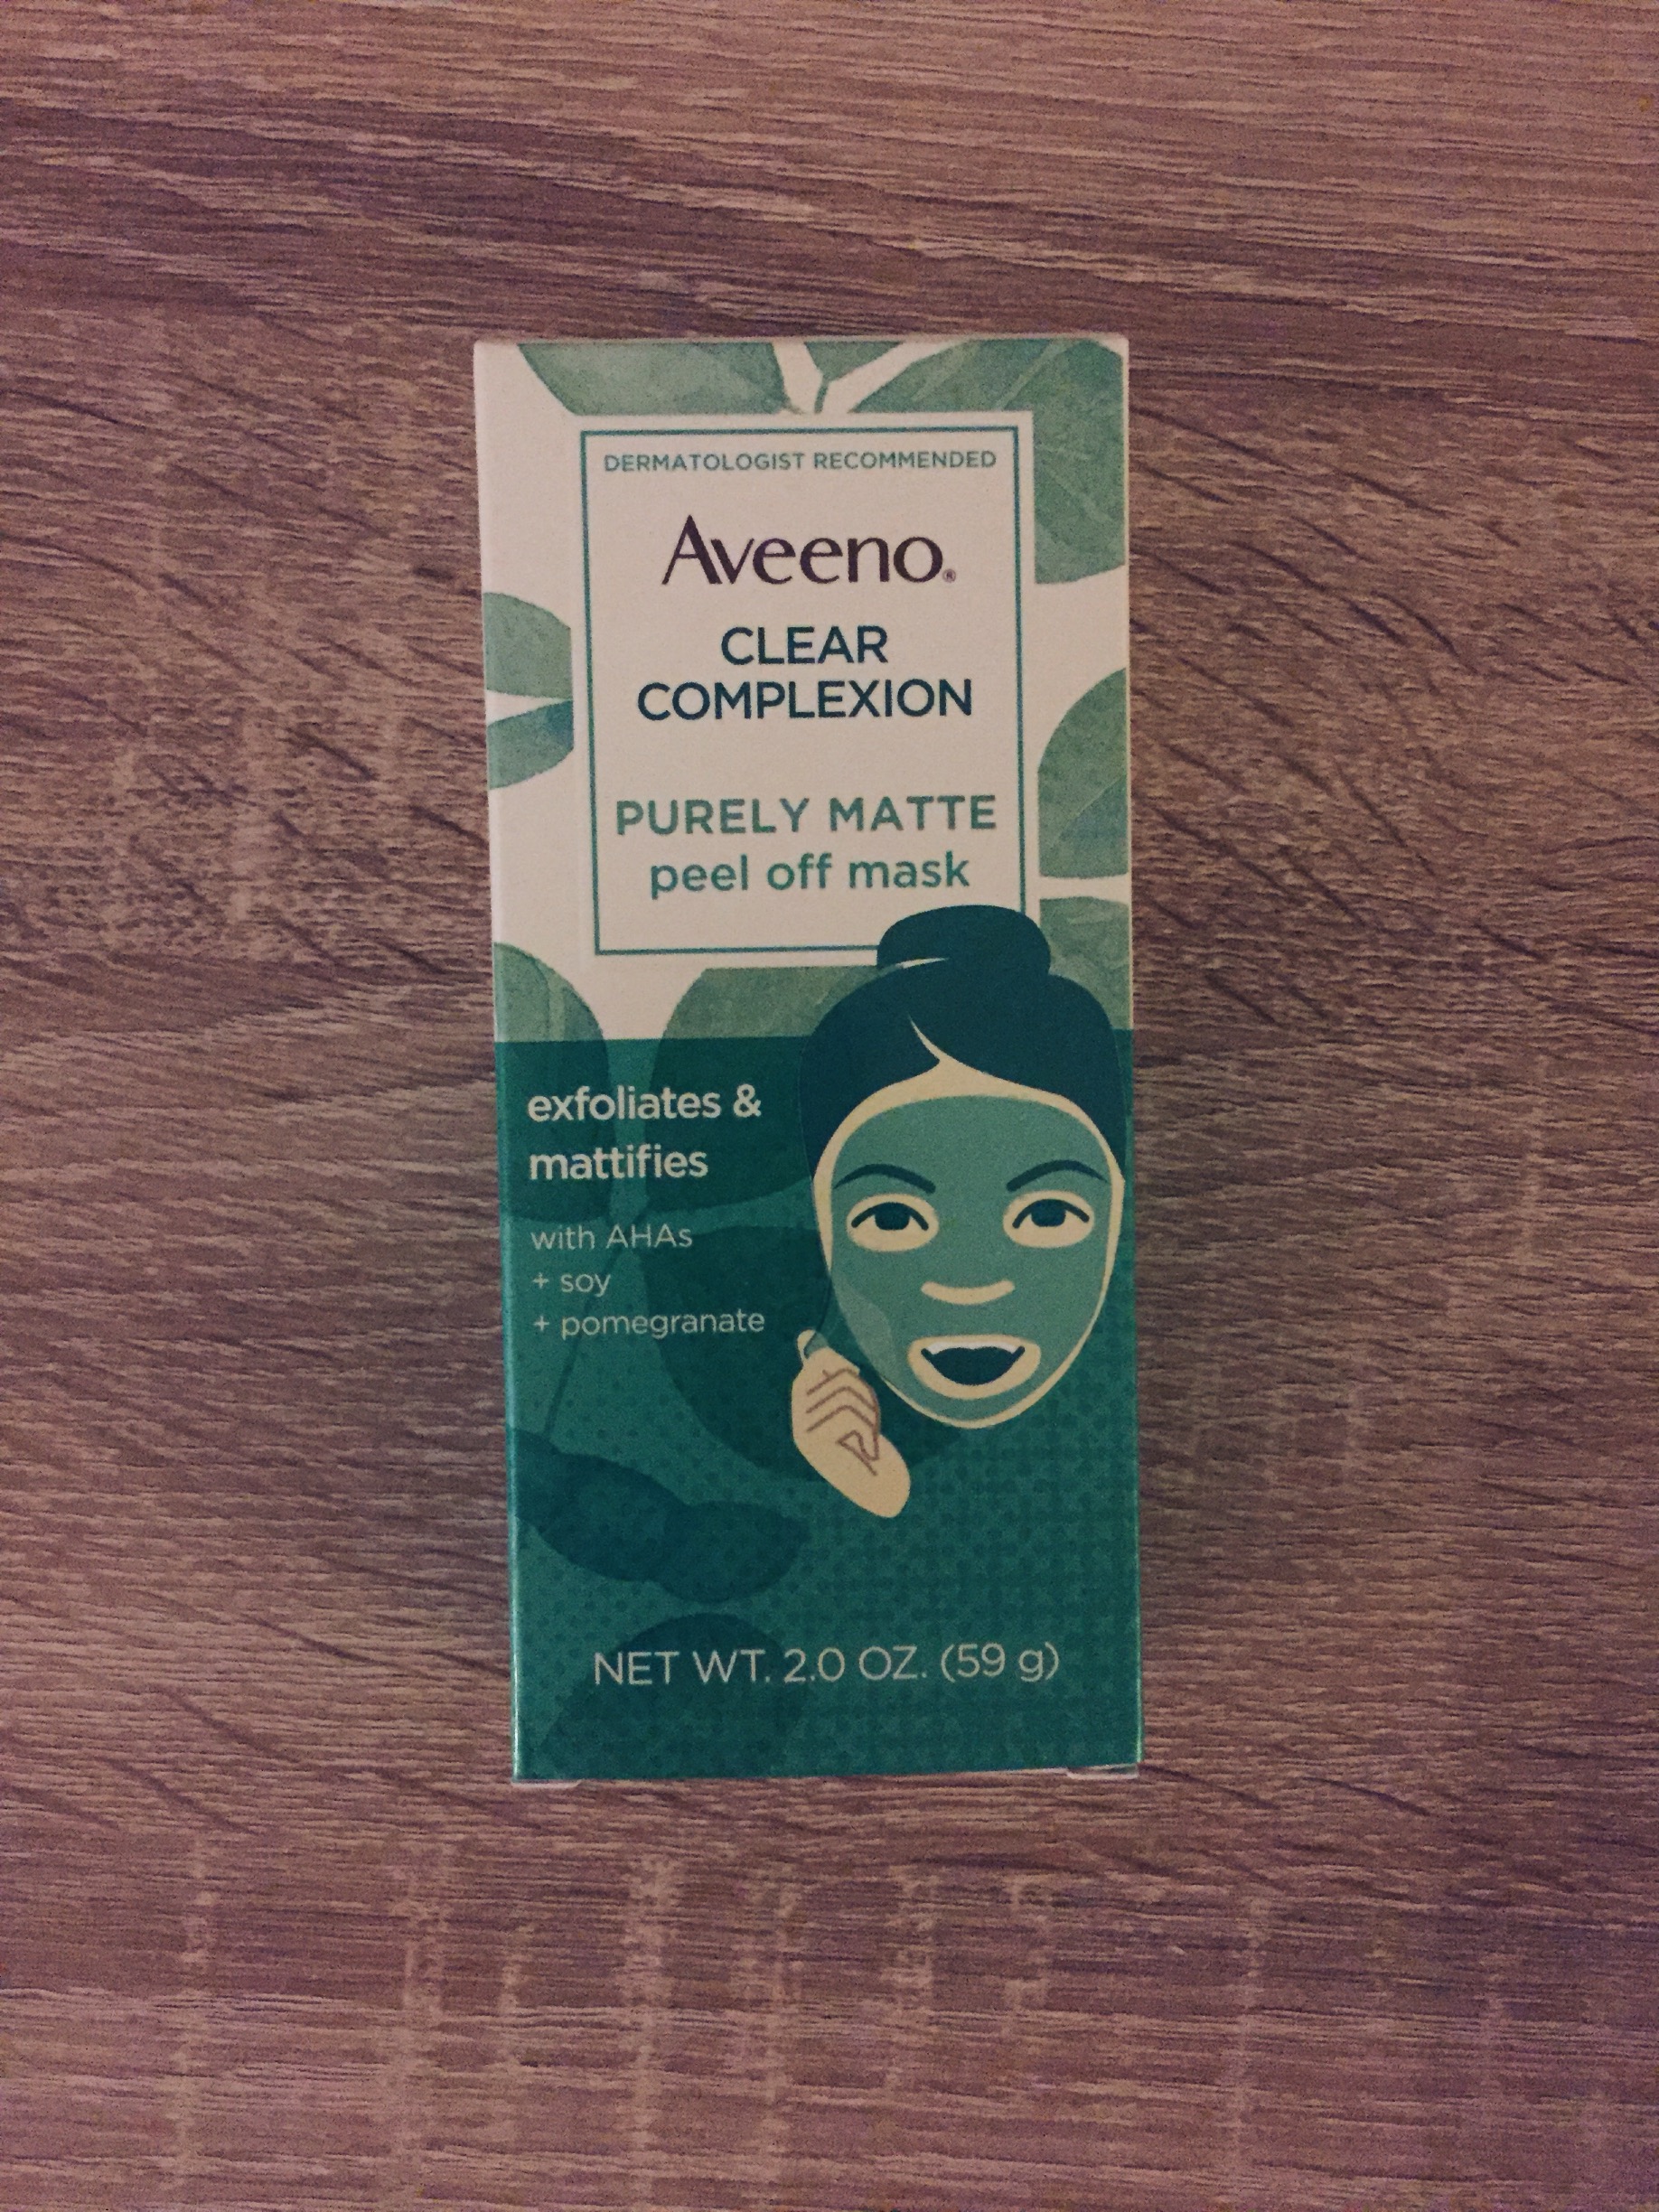 DERMATOLOGIST RECOMMENDED
Aveeno®
CLEAR
COMPLEXION
PURELY MATTE
peel off mask
exfoliates &
mattifies
with AHAs
+ soy
+ pomegranate
NET WT. 2.0 OZ. (59 g)